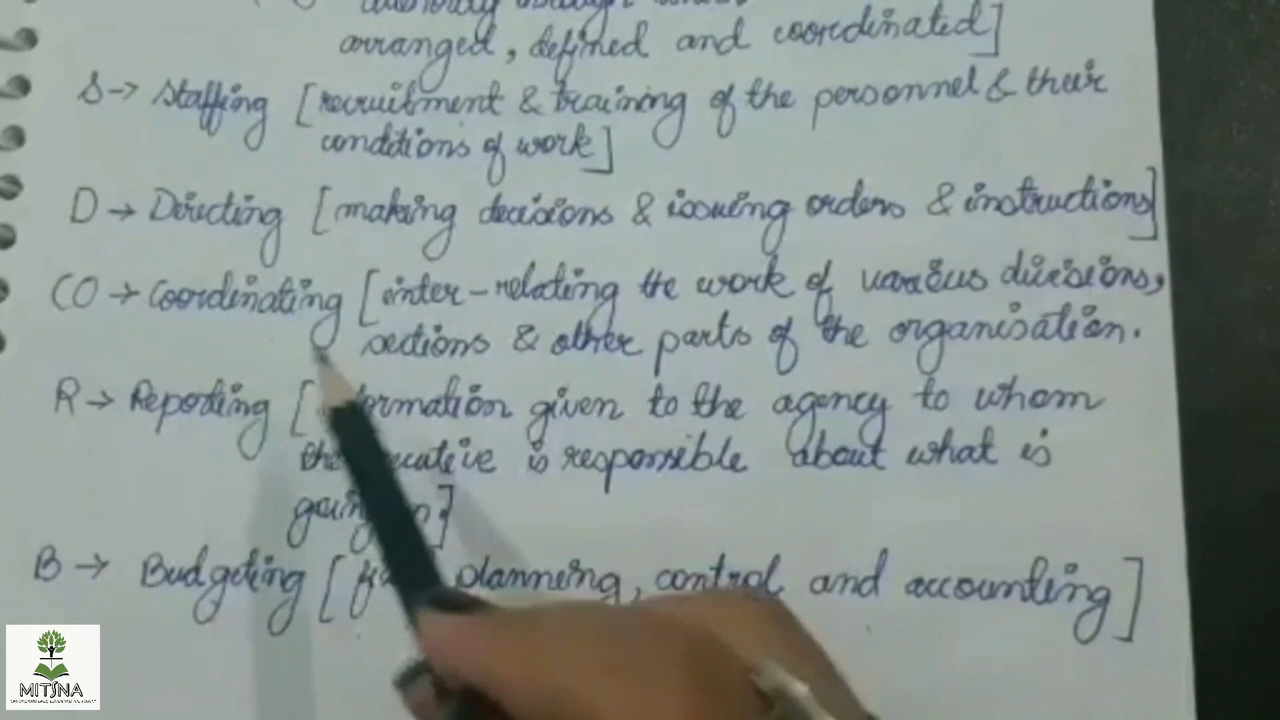 arranged, defined and coordinated]
S → Staffing [recruitment & training of the personnel & their
conditions of work]
D → Directing [making decisions & issuing orders & instructions]
CO → Coordinating [inter-relating the work of various divisions,
sections & other parts of the organisation.
R → Reporting [ given to the agency to whom
the is responsible about what is
B → Budgeting [ planning, control and accounting]
MITSNA